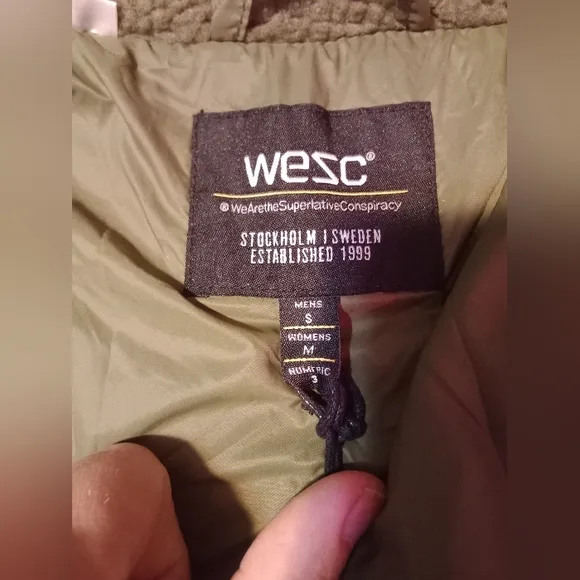 wesc®
®WeAretheSuperlativeConspiracy
STOCKHOLM | SWEDEN
ESTABLISHED 1999
MENS
S
WOMENS
M
NUMERIC
3